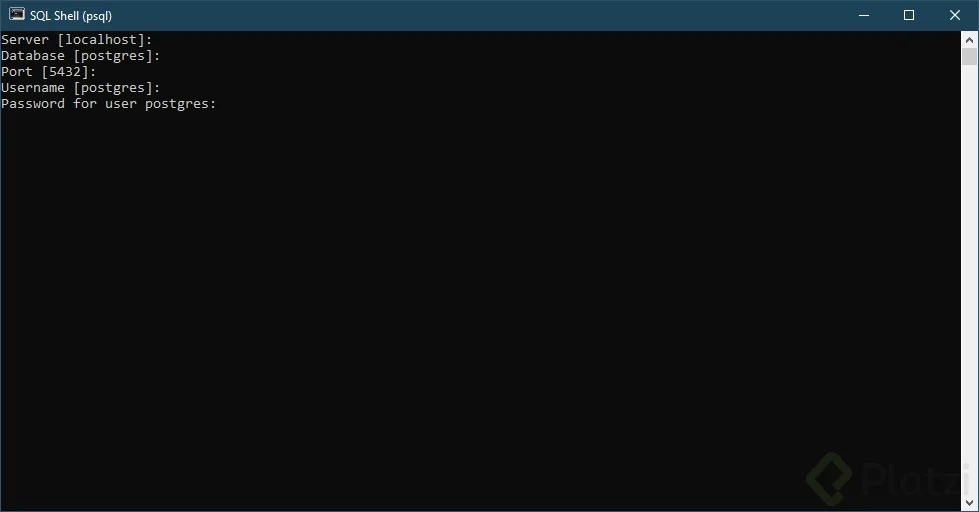 SQL Shell (psql)
Server [localhost]:
Database [postgres]:
Port [5432]:
Username [postgres]:
Password for user postgres:
Platzi